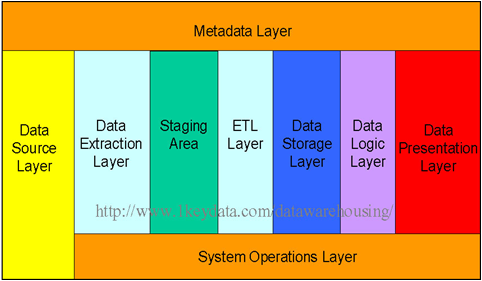 Metadata Layer
Data
Source
Layer
Data
Extraction
Layer
Staging
Area
ETL
Layer
Data
Storage
Layer
Data
Logic
Layer
Data
Presentation
Layer
http://www.1keydata.com/datawarehousing/
System Operations Layer